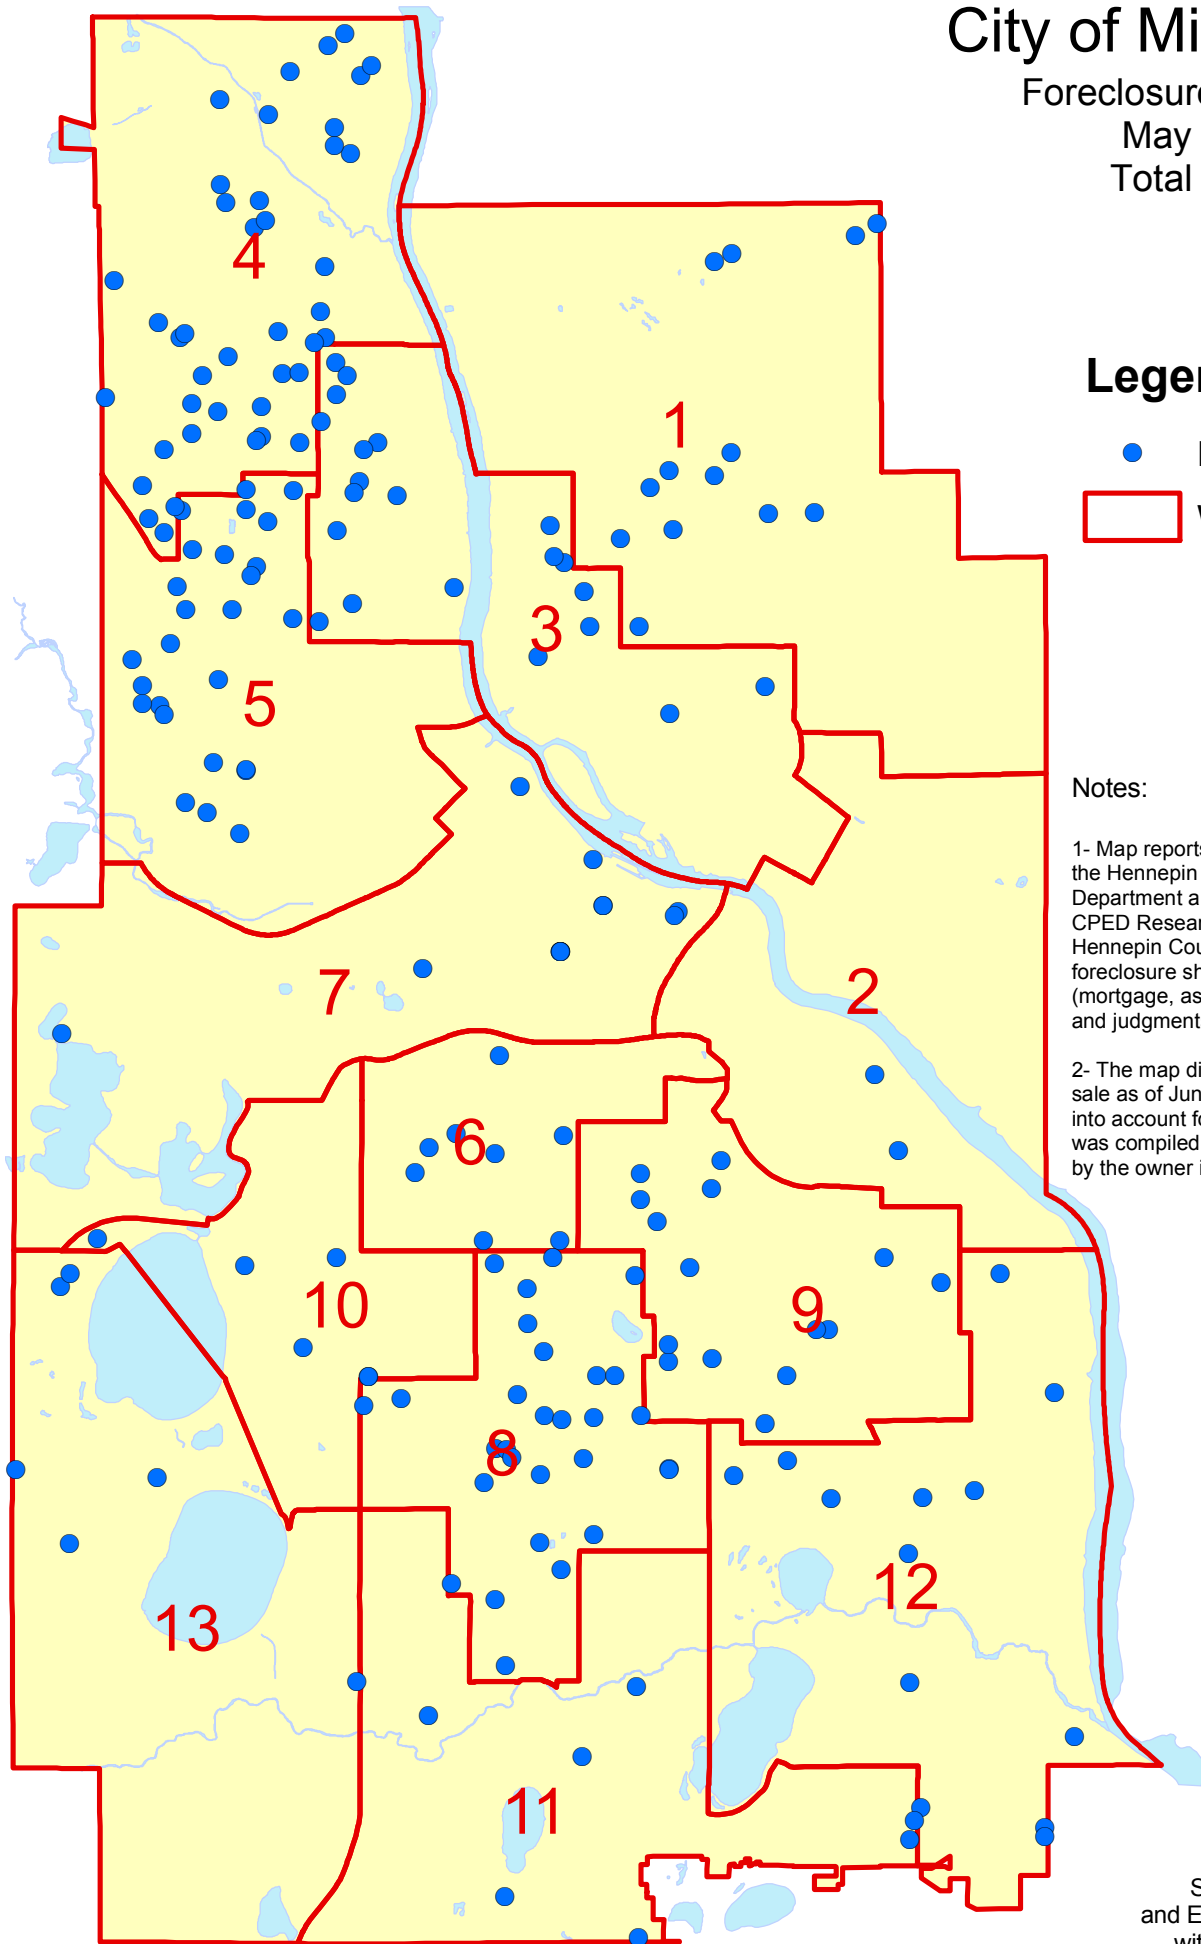 City of Mi
Foreclosure
May
Total
4
1
Legen
3
5
Notes:
1- Map reports
the Hennepin
Department a
CPED Resear
Hennepin Cou
foreclosure sh
(mortgage, as
and judgment
7
2
2- The map di
sale as of Jun
into account fo
was compiled
by the owner i
6
10
9
8
12
13
11
S
and E
wit